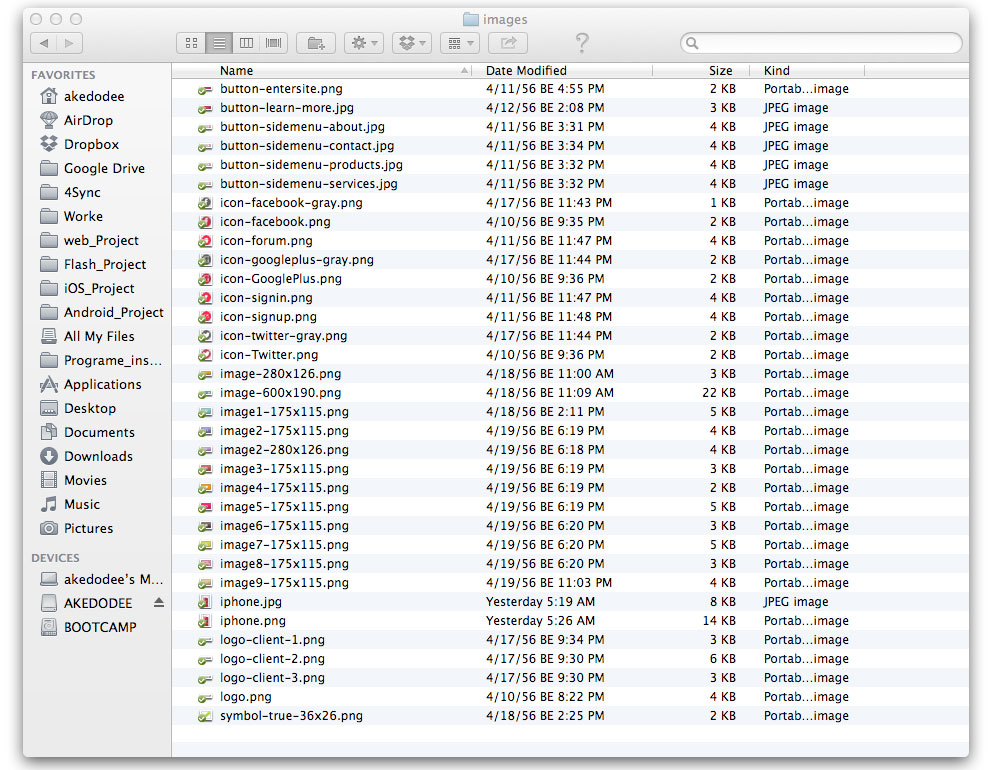 images
?
FAVORITES
akedodee
AirDrop
Dropbox
Google Drive
4Sync
Worke
web_Project
Flash_Project
iOS_Project
Android_Project
All My Files
Programe_ins...
Applications
Desktop
Documents
Downloads
Movies
Music
Pictures
DEVICES
akedodee's M...
AKEDODEE
BOOTCAMP
Name Date Modified Size Kind
button-entersite.png 4/11/56 BE 4:55 PM 2 KB Portab...image
button-learn-more.jpg 4/12/56 BE 2:08 PM 3 KB JPEG image
button-sidemenu-about.jpg 4/11/56 BE 3:31 PM 4 KB JPEG image
button-sidemenu-contact.jpg 4/11/56 BE 3:34 PM 4 KB JPEG image
button-sidemenu-products.jpg 4/11/56 BE 3:32 PM 4 KB JPEG image
button-sidemenu-services.jpg 4/11/56 BE 3:32 PM 4 KB JPEG image
icon-facebook-gray.png 4/17/56 BE 11:43 PM 1 KB Portab...image
icon-facebook.png 4/10/56 BE 9:35 PM 2 KB Portab...image
icon-forum.png 4/11/56 BE 11:47 PM 4 KB Portab...image
icon-googleplus-gray.png 4/17/56 BE 11:44 PM 2 KB Portab...image
icon-GooglePlus.png 4/10/56 BE 9:36 PM 2 KB Portab...image
icon-signin.png 4/11/56 BE 11:47 PM 4 KB Portab...image
icon-signup.png 4/11/56 BE 11:48 PM 4 KB Portab...image
icon-twitter-gray.png 4/17/56 BE 11:44 PM 2 KB Portab...image
icon-Twitter.png 4/10/56 BE 9:36 PM 2 KB Portab...image
image-280x126.png 4/18/56 BE 11:00 AM 3 KB Portab...image
image-600x190.png 4/18/56 BE 11:09 AM 22 KB Portab...image
image1-175x115.png 4/18/56 BE 2:11 PM 5 KB Portab...image
image2-175x115.png 4/19/56 BE 6:19 PM 4 KB Portab...image
image2-280x126.png 4/19/56 BE 6:18 PM 4 KB Portab...image
image3-175x115.png 4/19/56 BE 6:19 PM 3 KB Portab...image
image4-175x115.png 4/19/56 BE 6:19 PM 2 KB Portab...image
image5-175x115.png 4/19/56 BE 6:19 PM 5 KB Portab...image
image6-175x115.png 4/19/56 BE 6:20 PM 3 KB Portab...image
image7-175x115.png 4/19/56 BE 6:20 PM 5 KB Portab...image
image8-175x115.png 4/19/56 BE 6:20 PM 3 KB Portab...image
image9-175x115.png 4/19/56 BE 11:03 PM 4 KB Portab...image
iphone.jpg Yesterday 5:19 AM 8 KB JPEG image
iphone.png Yesterday 5:26 AM 14 KB Portab...image
logo-client-1.png 4/17/56 BE 9:34 PM 3 KB Portab...image
logo-client-2.png 4/17/56 BE 9:30 PM 6 KB Portab...image
logo-client-3.png 4/17/56 BE 9:30 PM 3 KB Portab...image
logo.png 4/10/56 BE 8:22 PM 4 KB Portab...image
symbol-true-36x26.png 4/18/56 BE 2:25 PM 2 KB Portab...image